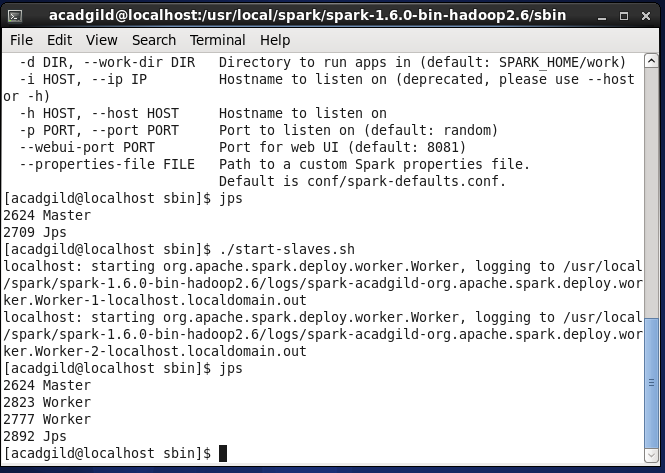 acadgild@localhost:/usr/local/spark/spark-1.6.0-bin-hadoop2.6/sbin
File Edit View Search Terminal Help
-d DIR, --work-dir DIR Directory to run apps in (default: SPARK_HOME/work)
-i HOST, --ip IP Hostname to listen on (deprecated, please use --host
or -h)
-h HOST, --host HOST Hostname to listen on
-p PORT, --port PORT Port to listen on (default: random)
--webui-port PORT Port for web UI (default: 8081)
--properties-file FILE Path to a custom Spark properties file.
Default is conf/spark-defaults.conf.
[acadgild@localhost sbin]$ jps
2624 Master
2709 Jps
[acadgild@localhost sbin]$ ./start-slaves.sh
localhost: starting org.apache.spark.deploy.worker.Worker, logging to /usr/local
/spark/spark-1.6.0-bin-hadoop2.6/logs/spark-acadgild-org.apache.spark.deploy.wor
ker.Worker-1-localhost.localdomain.out
localhost: starting org.apache.spark.deploy.worker.Worker, logging to /usr/local
/spark/spark-1.6.0-bin-hadoop2.6/logs/spark-acadgild-org.apache.spark.deploy.wor
ker.Worker-2-localhost.localdomain.out
[acadgild@localhost sbin]$ jps
2624 Master
2823 Worker
2777 Worker
2892 Jps
[acadgild@localhost sbin]$